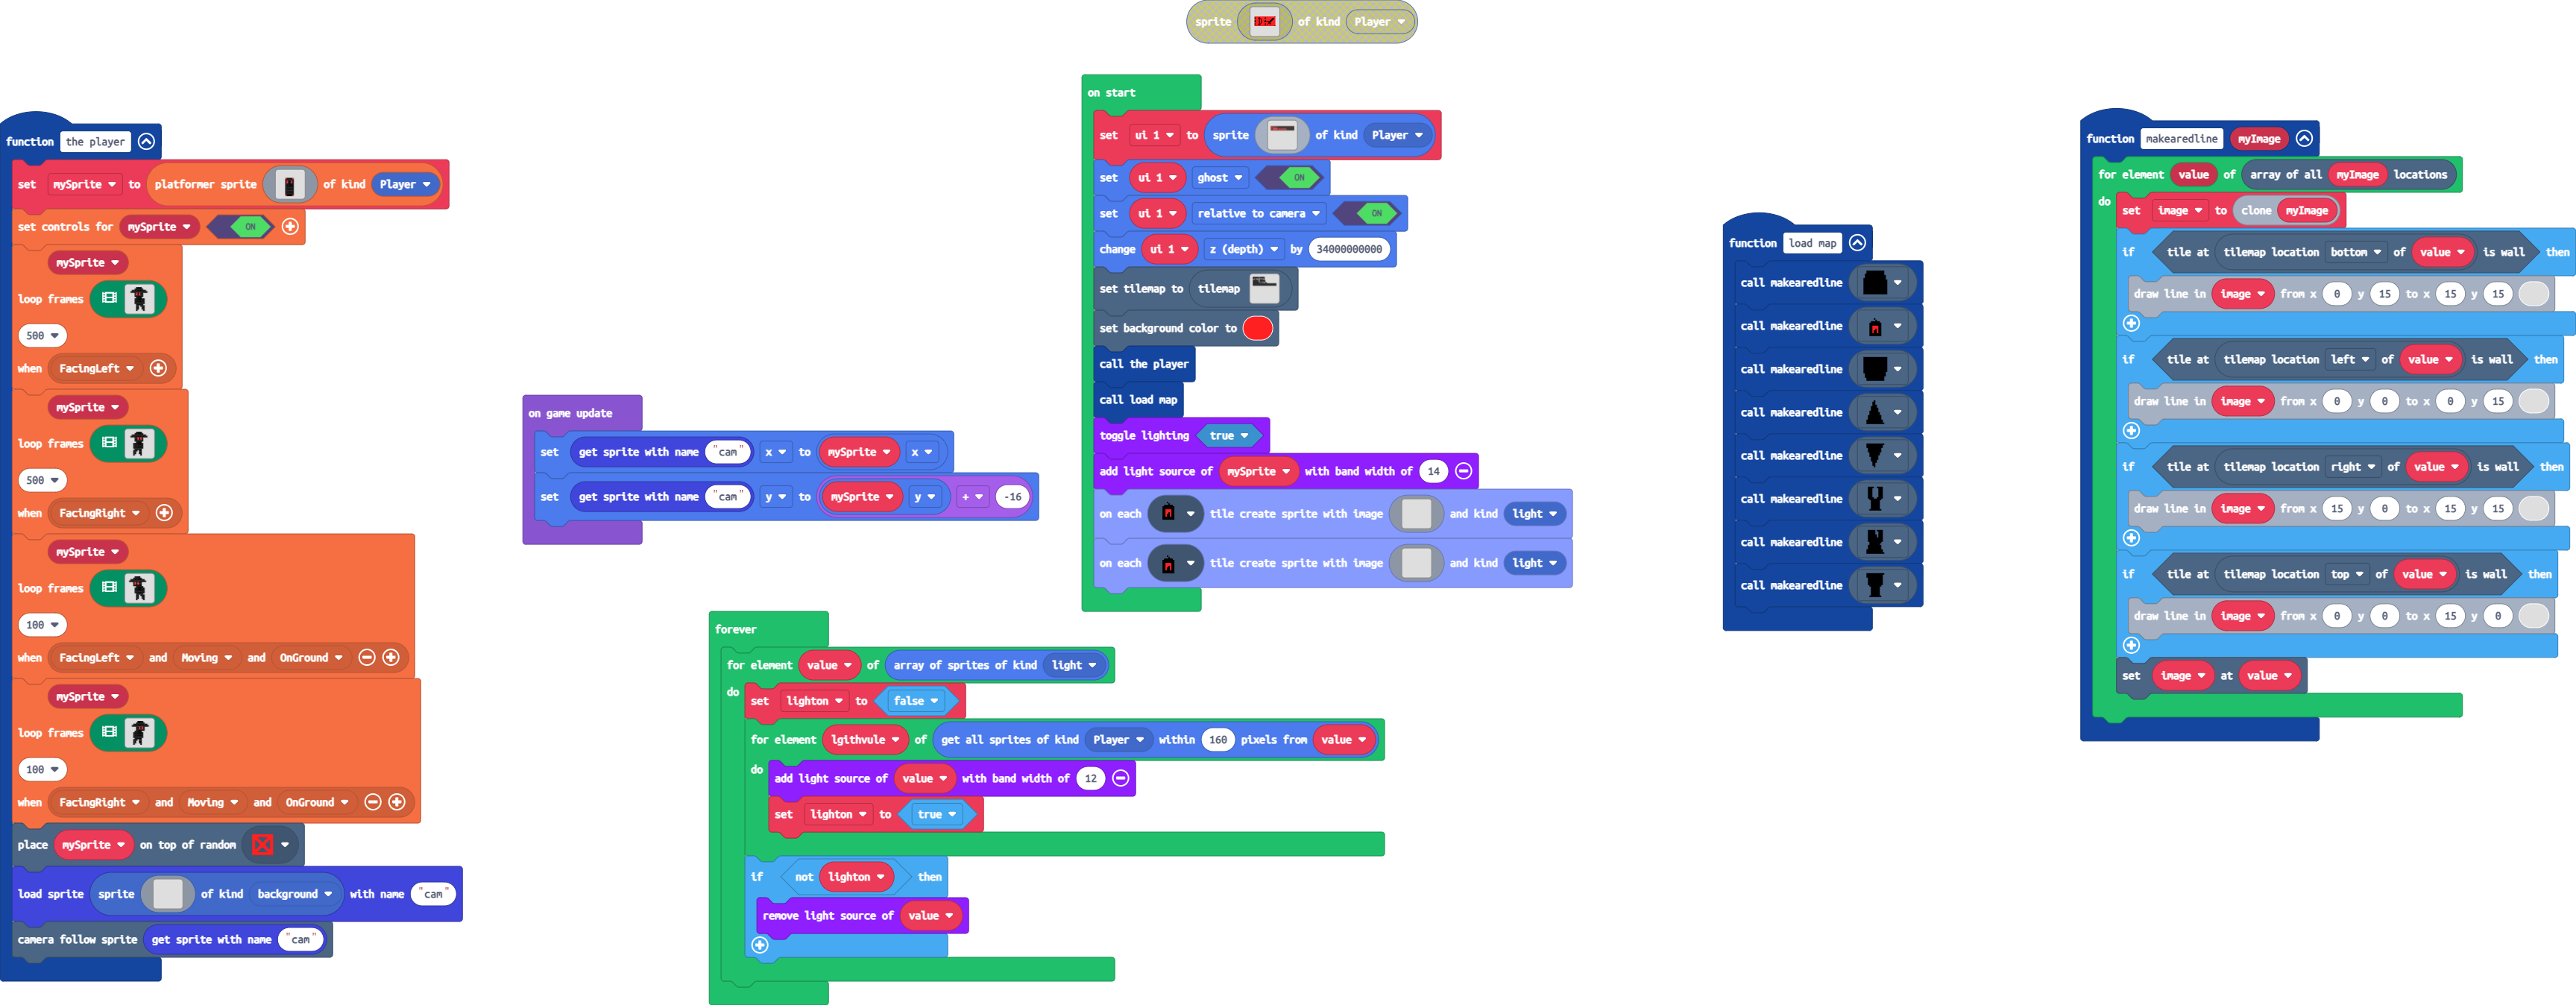 sprite of kind Player
function the player
set mySprite to platformer sprite of kind Player
set controls for mySprite ON
mySprite
loop frames
500
when FacingLeft
mySprite
loop frames
500
when FacingRight
mySprite
loop frames
100
when FacingLeft and Moving and OnGround
mySprite
loop frames
100
when FacingRight and Moving and OnGround
place mySprite on top of random
load sprite sprite of kind background with name "cam"
camera follow sprite get sprite with name "cam"
on game update
set get sprite with name "cam" x to mySprite x
set get sprite with name "cam" y to mySprite y + -16
on start
set ui 1 to sprite of kind Player
set ui 1 ghost ON
set ui 1 relative to camera ON
change ui 1 z (depth) by 34000000000
set tilemap to tilemap
set background color to
call the player
call load map
toggle lighting true
add light source of mySprite with band width of 14
on each tile create sprite with image and kind light
on each tile create sprite with image and kind light
forever
for element value of array of sprites of kind light
do set lighton to false
for element lgithvule of get all sprites of kind Player within 160 pixels from value
do add light source of value with band width of 12
set lighton to true
if not lighton then
remove light source of value
function load map
call makearedline
call makearedline
call makearedline
call makearedline
call makearedline
call makearedline
call makearedline
call makearedline
function makearedline myImage
for element value of array of all myImage locations
do set image to clone myImage
if tile at tilemap location bottom of value is wall then
draw line in image from x 0 y 15 to x 15 y 15
if tile at tilemap location left of value is wall then
draw line in image from x 0 y 0 to x 0 y 15
if tile at tilemap location right of value is wall then
draw line in image from x 15 y 0 to x 15 y 15
if tile at tilemap location top of value is wall then
draw line in image from x 0 y 0 to x 15 y 0
set image at value